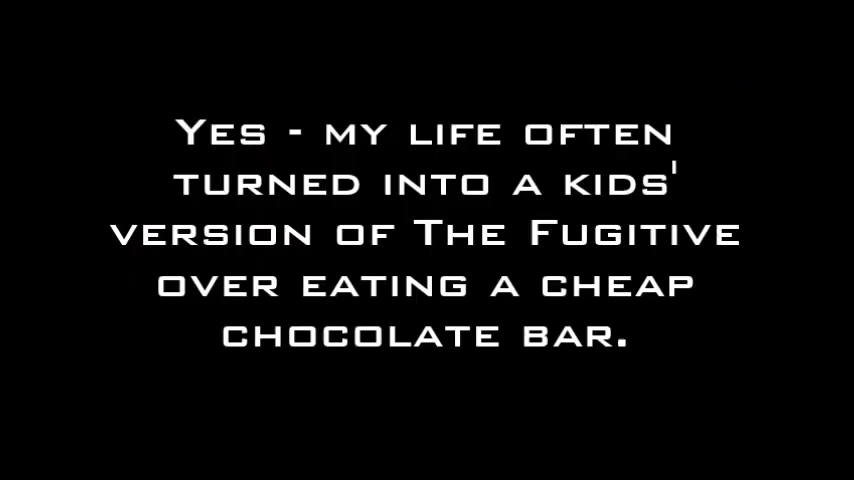 Yes - my life often
turned into a kids'
version of The Fugitive
over eating a cheap
chocolate bar.